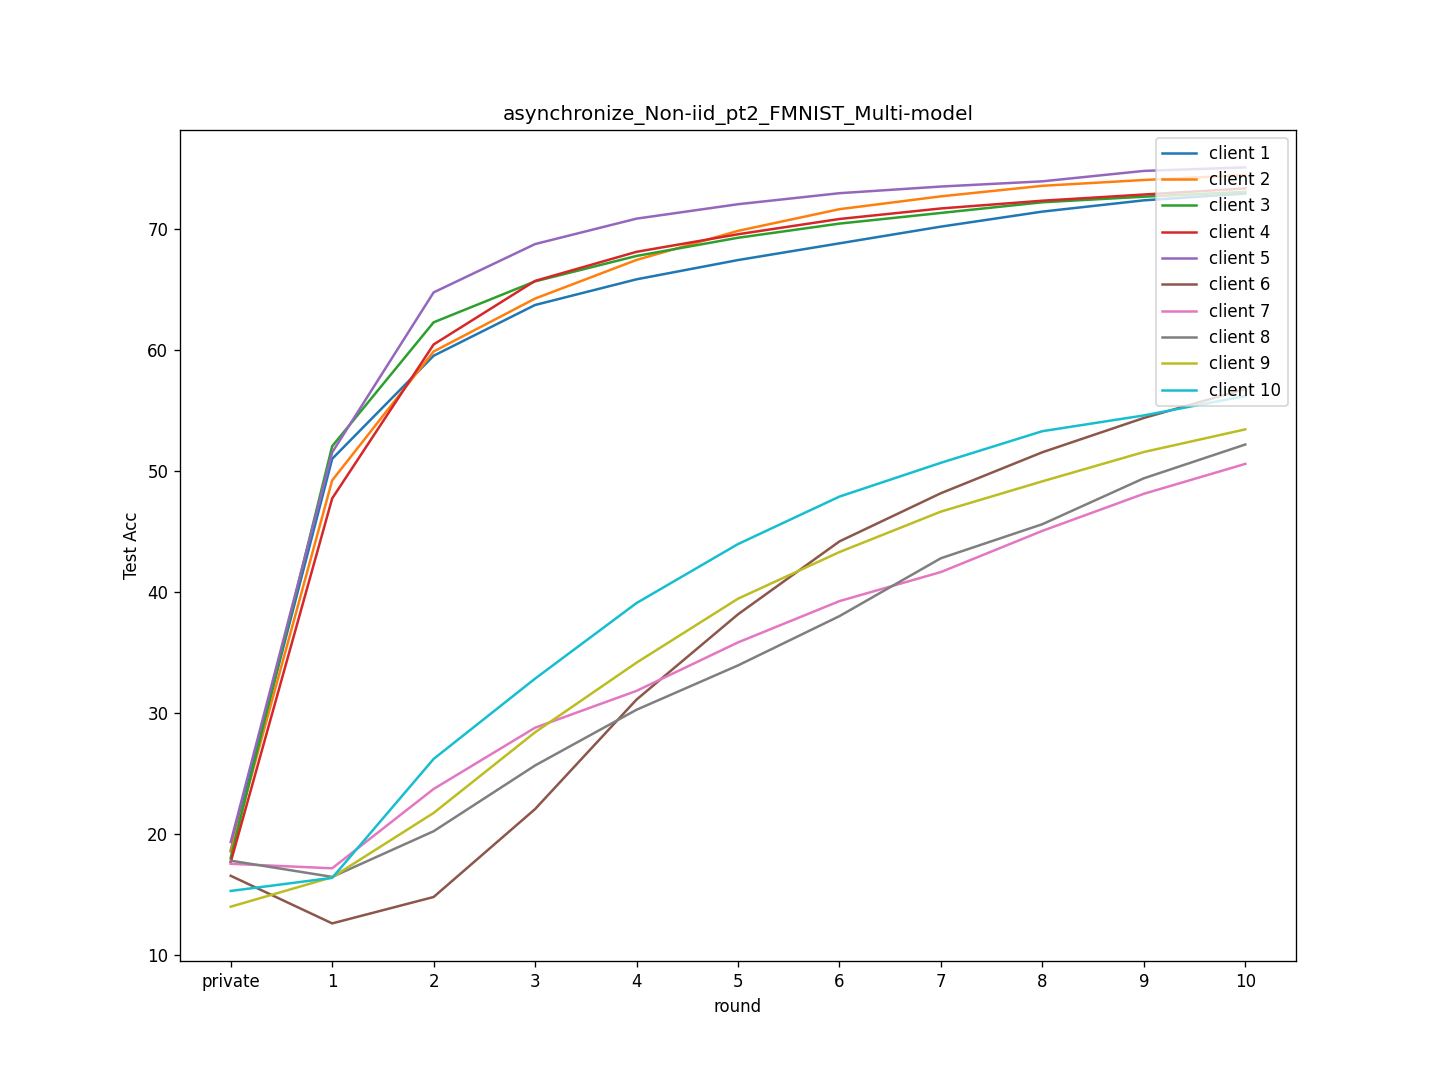 asynchronize_Non-iid_pt2_FMNIST_Multi-model
client 1
client 2
client 3
client 4
client 5
client 6
client 7
client 8
client 9
client 10
70
60
50
40
30
20
10
Test Acc
private 1 2 3 4 5 6 7 8 9 10
round